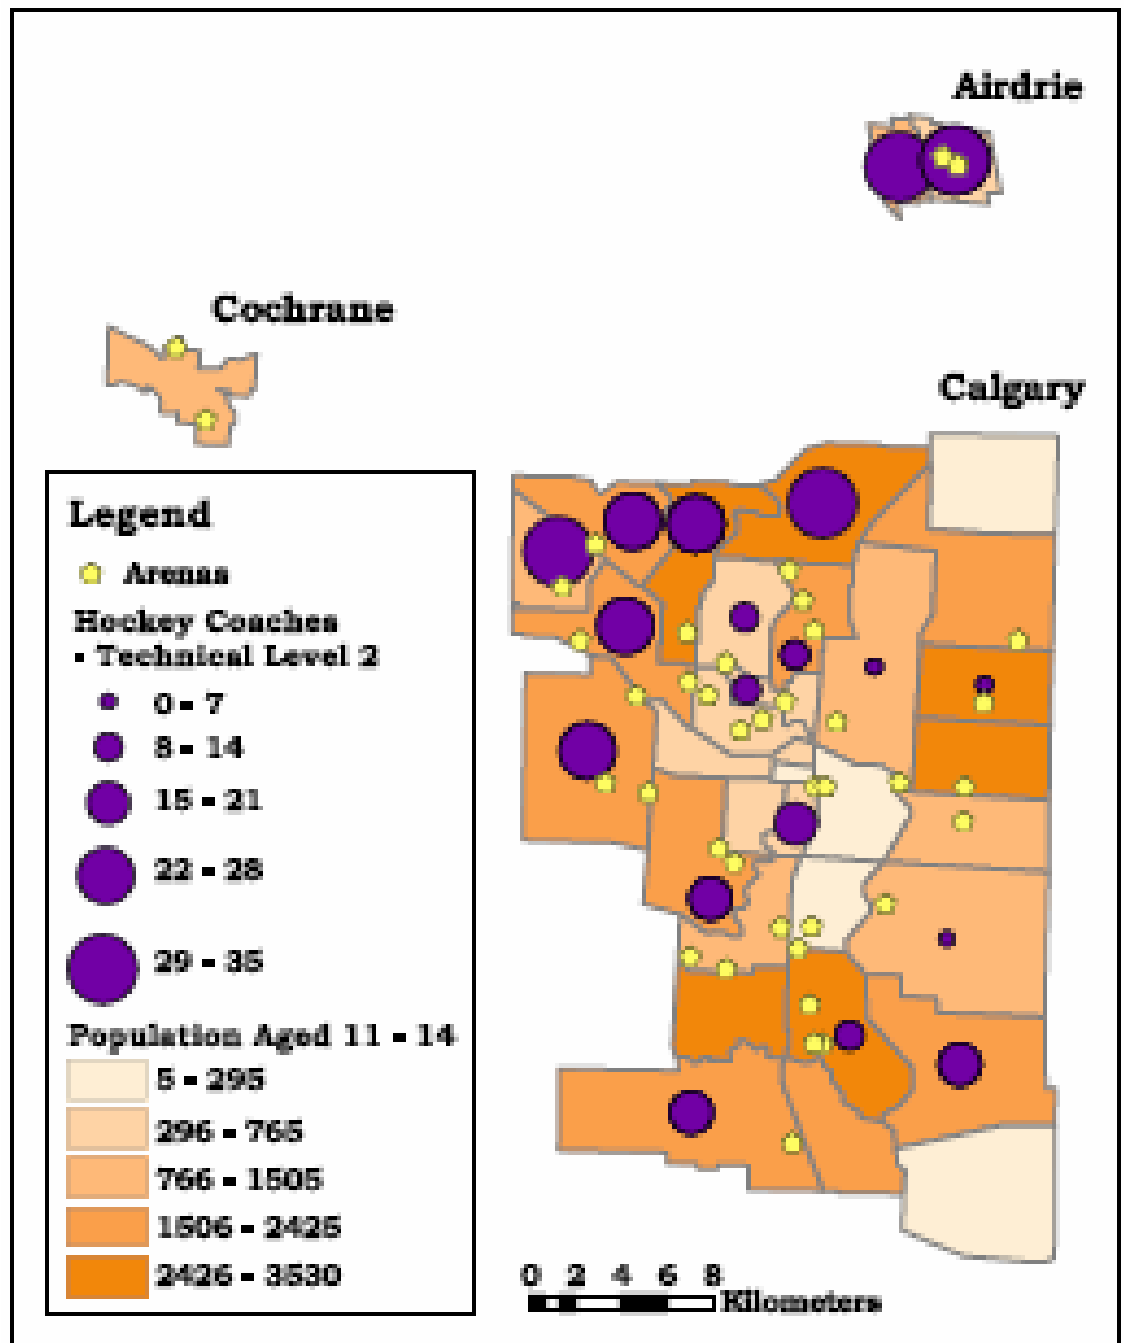 Airdrie
Cochrane
Calgary
Legend
Arenas
Hockey Coaches
- Technical Level 2
0 - 7
8 - 14
15 - 21
22 - 28
29 - 35
Population Aged 11 - 14
5 - 295
296 - 765
766 - 1505
1506 - 2425
2426 - 3530
0 2 4 6 8
Kilometers